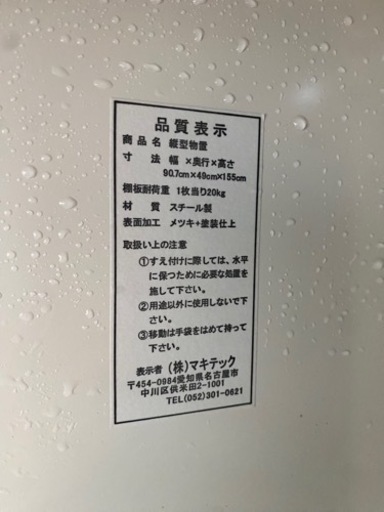 品質表示
商品名 縦型物置
寸法 幅×奥行×高さ
90.7cm×49cm×155cm
棚板耐荷重 1枚当り20kg
材質 スチール製
表面加工 メツキ+塗装仕上
取扱い上の注意
①すえ付けに際しては、水平
に保つために必要な処置を
施して下さい。
②用途以外に使用しないで下
さい。
③移動は手袋をはめて持って
下さい。
表示者 (株)マキテック
〒454-0984愛知県名古屋市
中川区供米田2-1001
TEL(052)301-0621